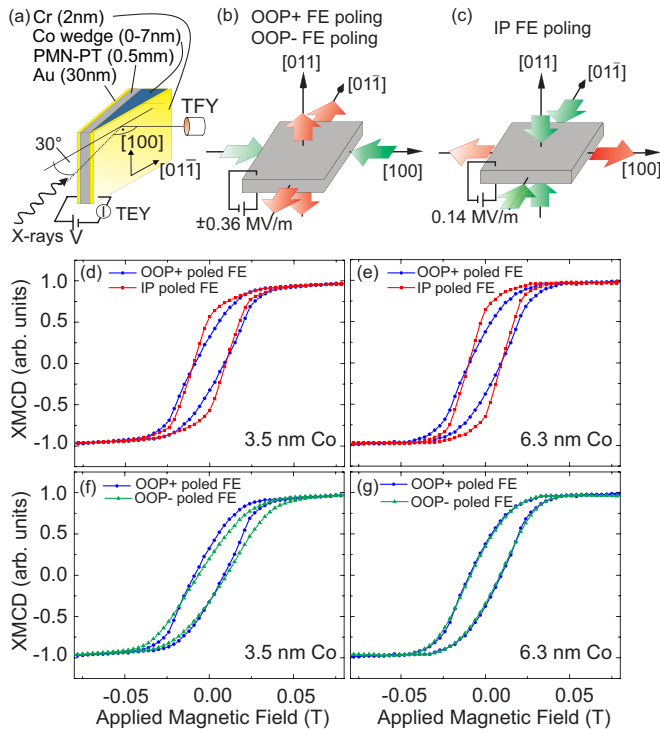 (a)
Cr (2nm)
Co wedge (0-7nm)
PMN-PT (0.5mm)
Au (30nm)
TFY
30°
[100]
[011̄]
TEY
X-rays V
(b)
OOP+ FE poling
OOP- FE poling
[011]
[011̄]
[100]
±0.36 MV/m
(c)
IP FE poling
[011]
[011̄]
[100]
0.14 MV/m
XMCD (arb. units)
1.0
0.5
0.0
-0.5
-1.0
(d)
OOP+ poled FE
IP poled FE
3.5 nm Co
(e)
OOP+ poled FE
IP poled FE
6.3 nm Co
XMCD (arb. units)
1.0
0.5
0.0
-0.5
-1.0
(f)
OOP+ poled FE
OOP- poled FE
3.5 nm Co
(g)
OOP+ poled FE
OOP- poled FE
6.3 nm Co
-0.05 0.00 0.05
-0.05 0.00 0.05
Applied Magnetic Field (T)
Applied Magnetic Field (T)